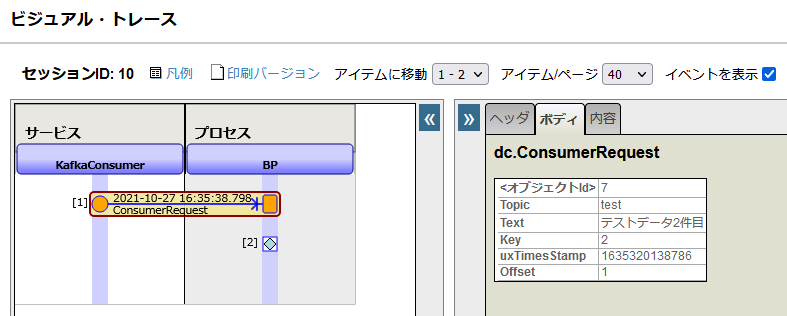 ビジュアル・トレース
セッションID: 10 凡例 印刷バージョン アイテムに移動 1 - 2 アイテム/ページ 40 イベントを表示
サービス プロセス
KafkaConsumer BP
[1] 2021-10-27 16:35:38.798
ConsumerRequest
[2]
« »
ヘッダ ボディ 内容
dc.ConsumerRequest
<オブジェクトId> 7
Topic test
Text テストデータ2件目
Key 2
uxTimesStamp 1635320138786
Offset 1